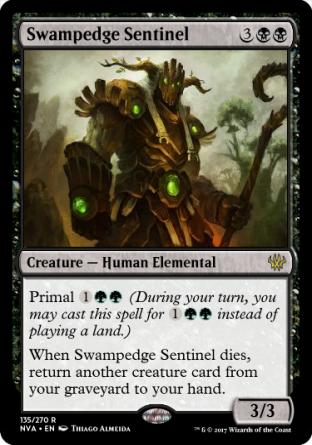 Swampedge Sentinel 3
Creature — Human Elemental
Primal 1 (During your turn, you
may cast this spell for 1 instead of
playing a land.)
When Swampedge Sentinel dies,
return another creature card from
your graveyard to your hand.
3/3
135/270 R
NVA • EN Thiago Almeida
™ & © 2017 Wizards of the Coast